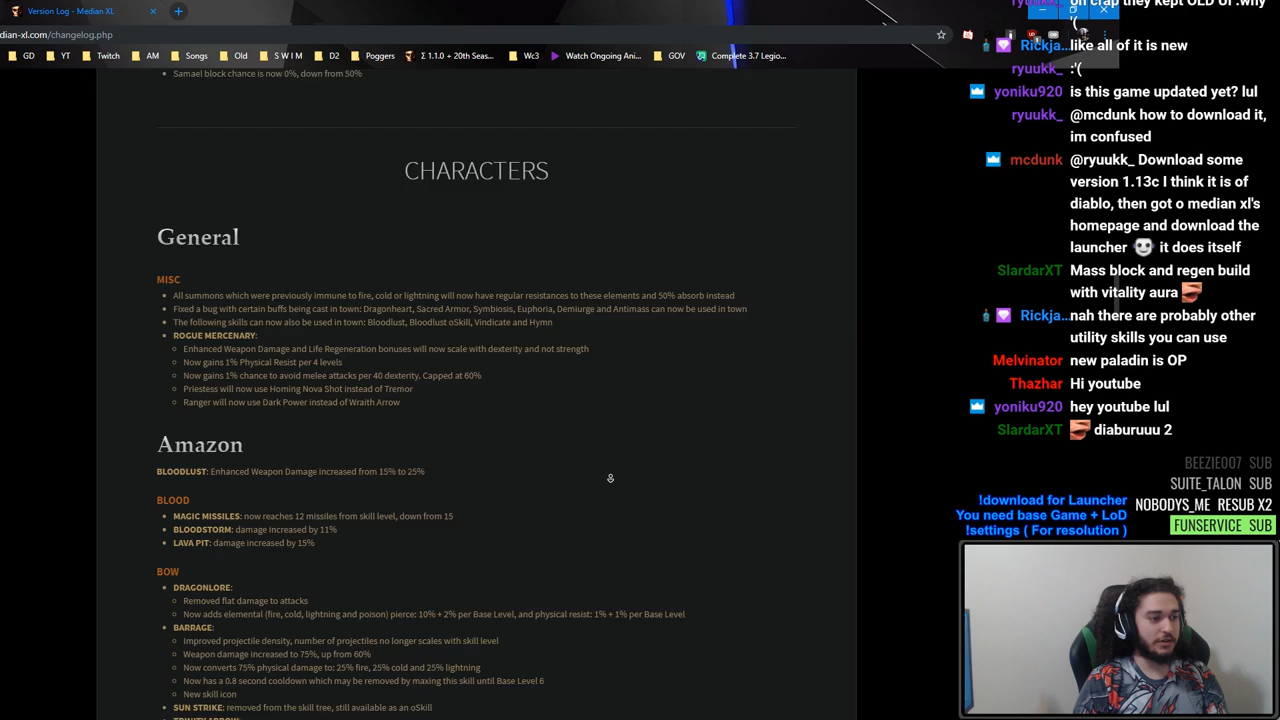 Version Log - Median XL
dian-xl.com/changelog.php
GD
YT
Twitch
AM
Songs
Old
S W I M
D2
Poggers
Σ 1.1.0 + 20th Seas...
Wc3
Watch Ongoing Ani...
GOV
Complete 3.7 Legio...
Samael block chance is now 0%, down from 50%
CHARACTERS
General
MISC
All summons which were previously immune to fire, cold or lightning will now have regular resistances to these elements and 50% absorb instead
Fixed a bug with certain buffs being cast in town: Dragonheart, Sacred Armor, Symbiosis, Euphoria, Demiurge and Antimass can now be used in town
The following skills can now also be used in town: Bloodlust, Bloodlust oSkill, Vindicate and Hymn
ROGUE MERCENARY:
Enhanced Weapon Damage and Life Regeneration bonuses will now scale with dexterity and not strength
Now gains 1% Physical Resist per 4 levels
Now gains 1% chance to avoid melee attacks per 40 dexterity. Capped at 60%
Priestess will now use Homing Nova Shot instead of Tremor
Ranger will now use Dark Power instead of Wraith Arrow
Amazon
BLOODLUST: Enhanced Weapon Damage increased from 15% to 25%
BLOOD
MAGIC MISSILES: now reaches 12 missiles from skill level, down from 15
BLOODSTORM: damage increased by 11%
LAVA PIT: damage increased by 15%
BOW
DRAGONLORE:
Removed flat damage to attacks
Now adds elemental (fire, cold, lightning and poison) pierce: 10% + 2% per Base Level, and physical resist: 1% + 1% per Base Level
BARRAGE:
Improved projectile density, number of projectiles no longer scales with skill level
Weapon damage increased to 75%, up from 60%
Now converts 75% physical damage to: 25% fire, 25% cold and 25% lightning
Now has a 0.8 second cooldown which may be removed by maxing this skill until Base Level 6
New skill icon
SUN STRIKE: removed from the skill tree, still available as an oSkill
TRINITY ARROW:
ryuukk_ oh crap they kept OLD UI .why
'(
Rickja... like all of it is new
ryuukk_ :'(
yoniku920 is this game updated yet? lul
ryuukk_ @mcdunk how to download it,
im confused
mcdunk @ryuukk_ Download some
version 1.13c I think it is of
diablo, then got o median xl's
homepage and download the
launcher it does itself
SlardarXT Mass block and regen build
with vitality aura
Rickja... nah there are probably other
utility skills you can use
Melvinator new paladin is OP
Thazhar Hi youtube
yoniku920 hey youtube lul
SlardarXT diaburuuu 2
BEEZIE007 SUB
SUITE_TALON SUB
NOBODYS_ME RESUB X2
FUNSERVICE SUB
!download for Launcher
You need base Game + LoD
!settings ( For resolution )